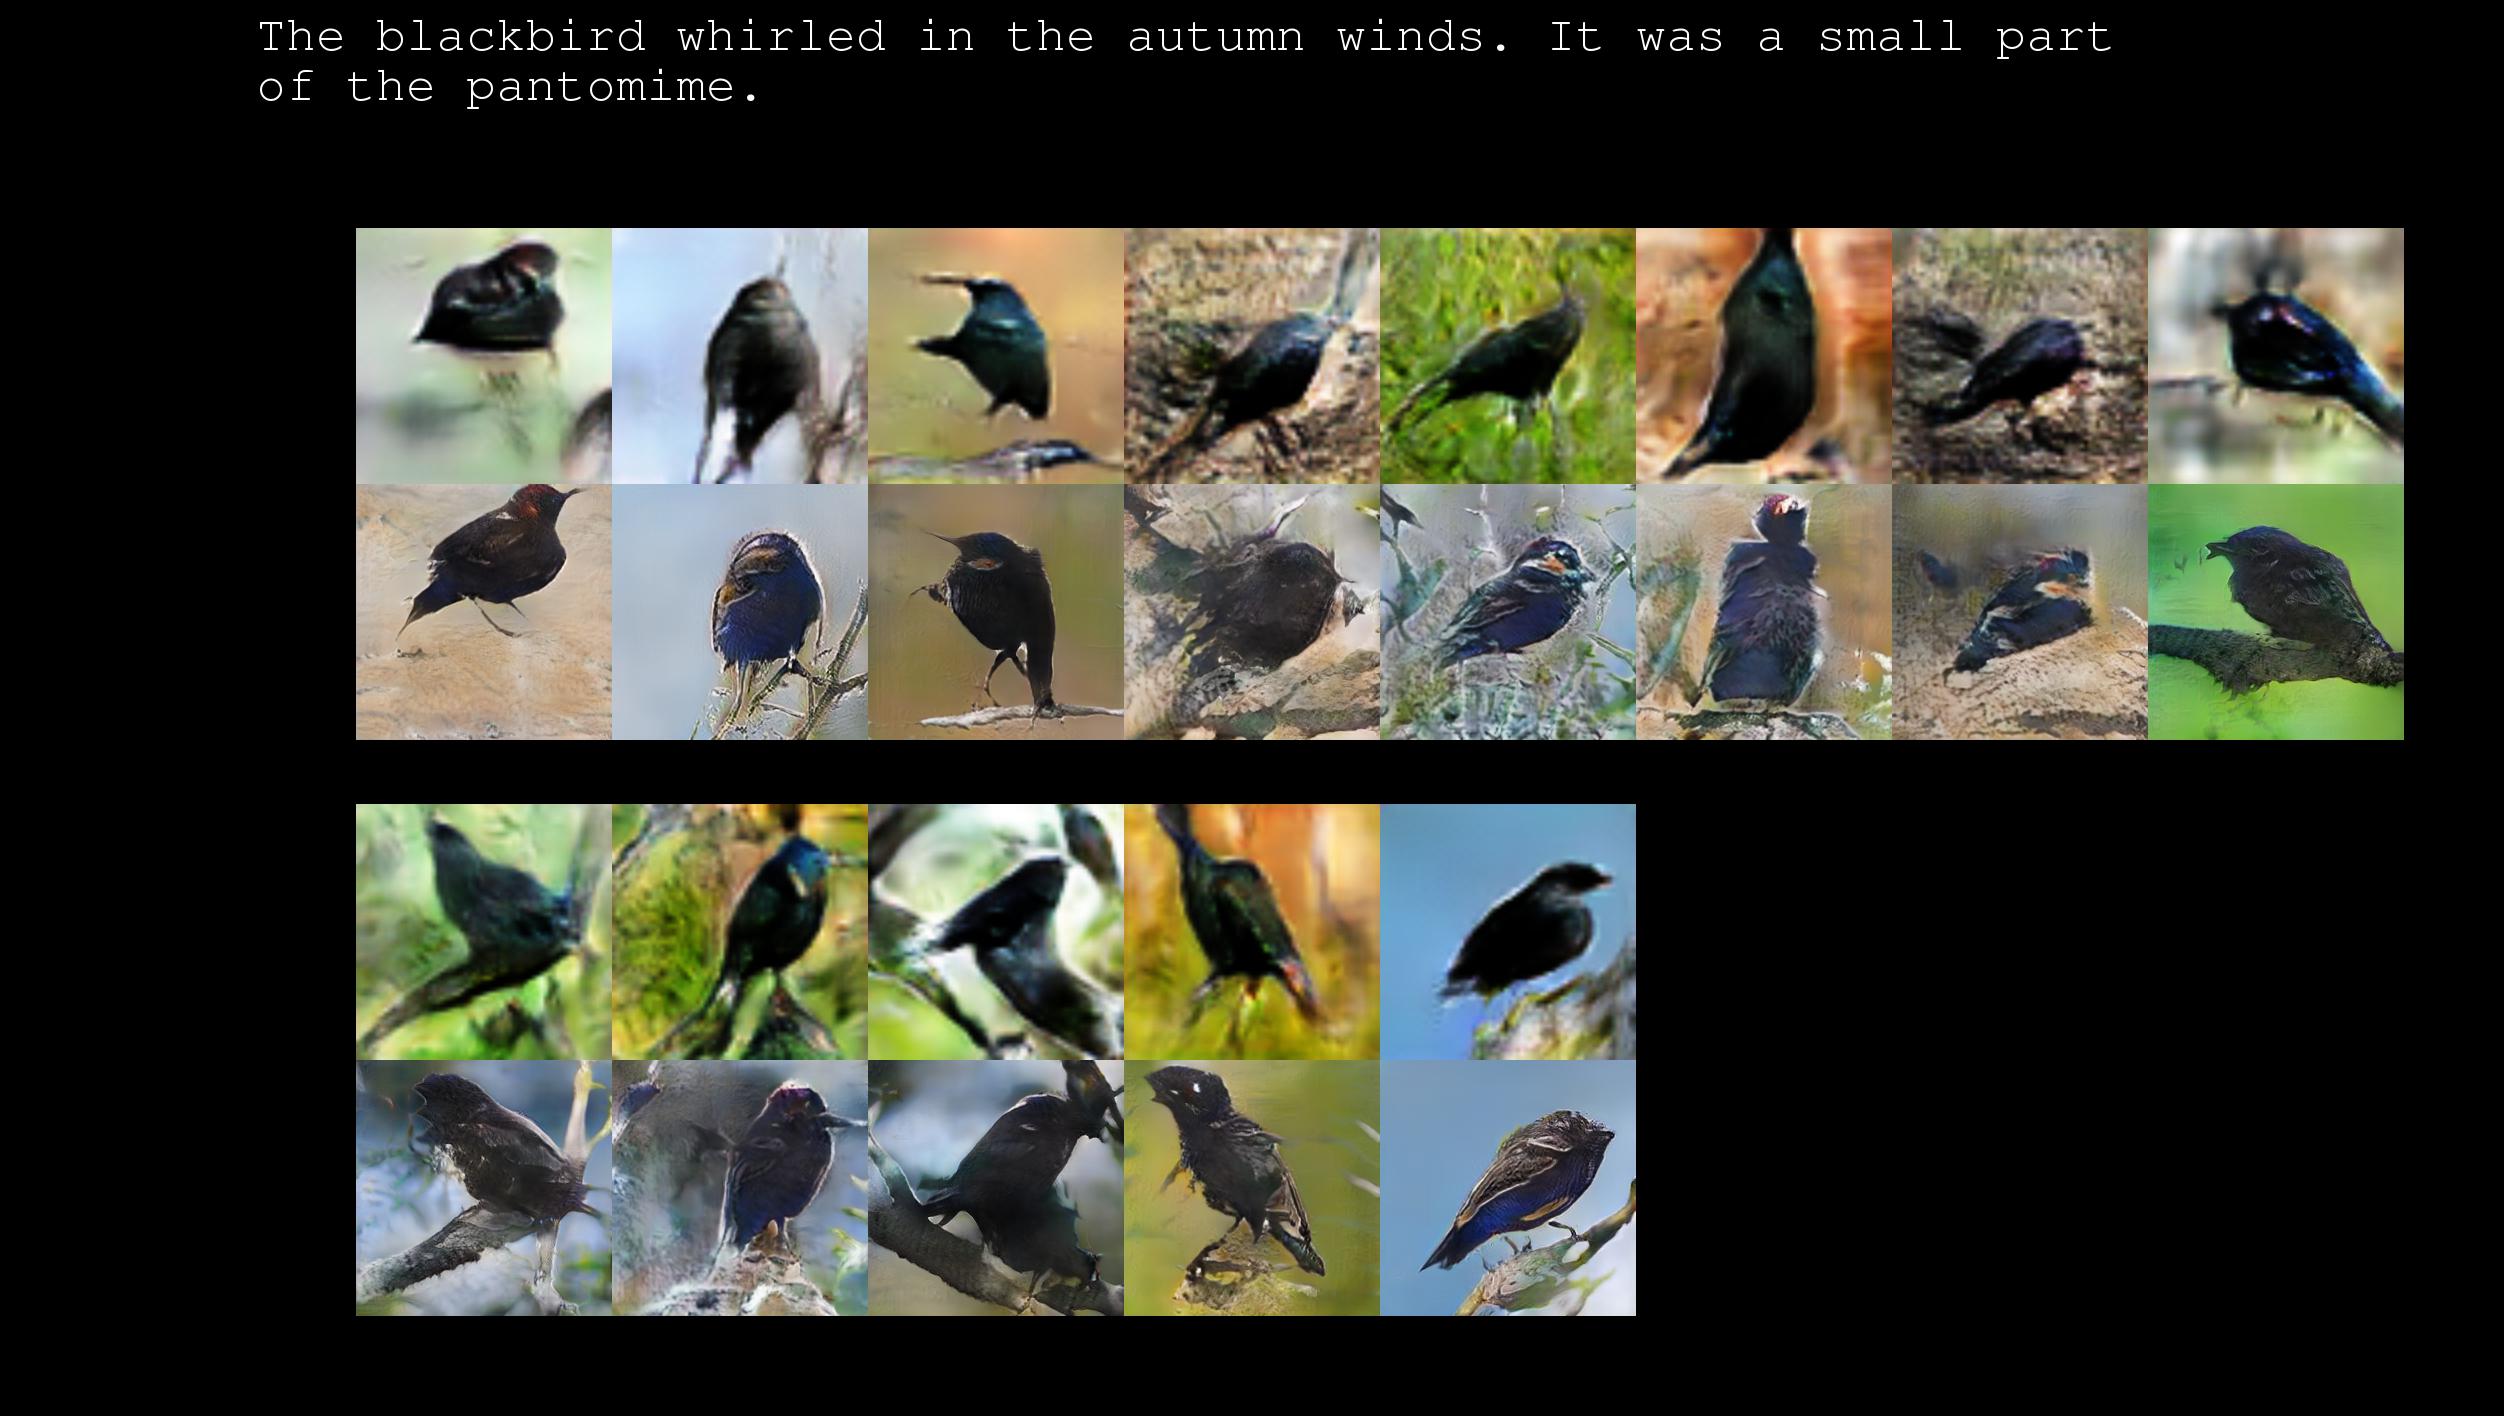 The blackbird whirled in the autumn winds. It was a small part
of the pantomime.